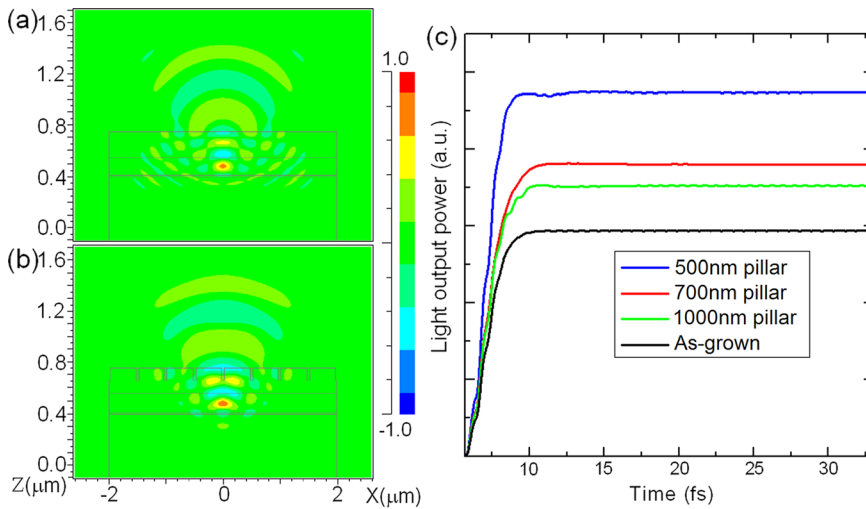 (a)
1.6
1.2
0.8
0.4
0.0
1.0
-1.0
(b)
1.6
1.2
0.8
0.4
0.0
Z(μm)
-2
0
X(μm)
2
(c)
Light output power (a.u.)
500nm pillar
700nm pillar
1000nm pillar
As-grown
10
15
20
25
30
Time (fs)